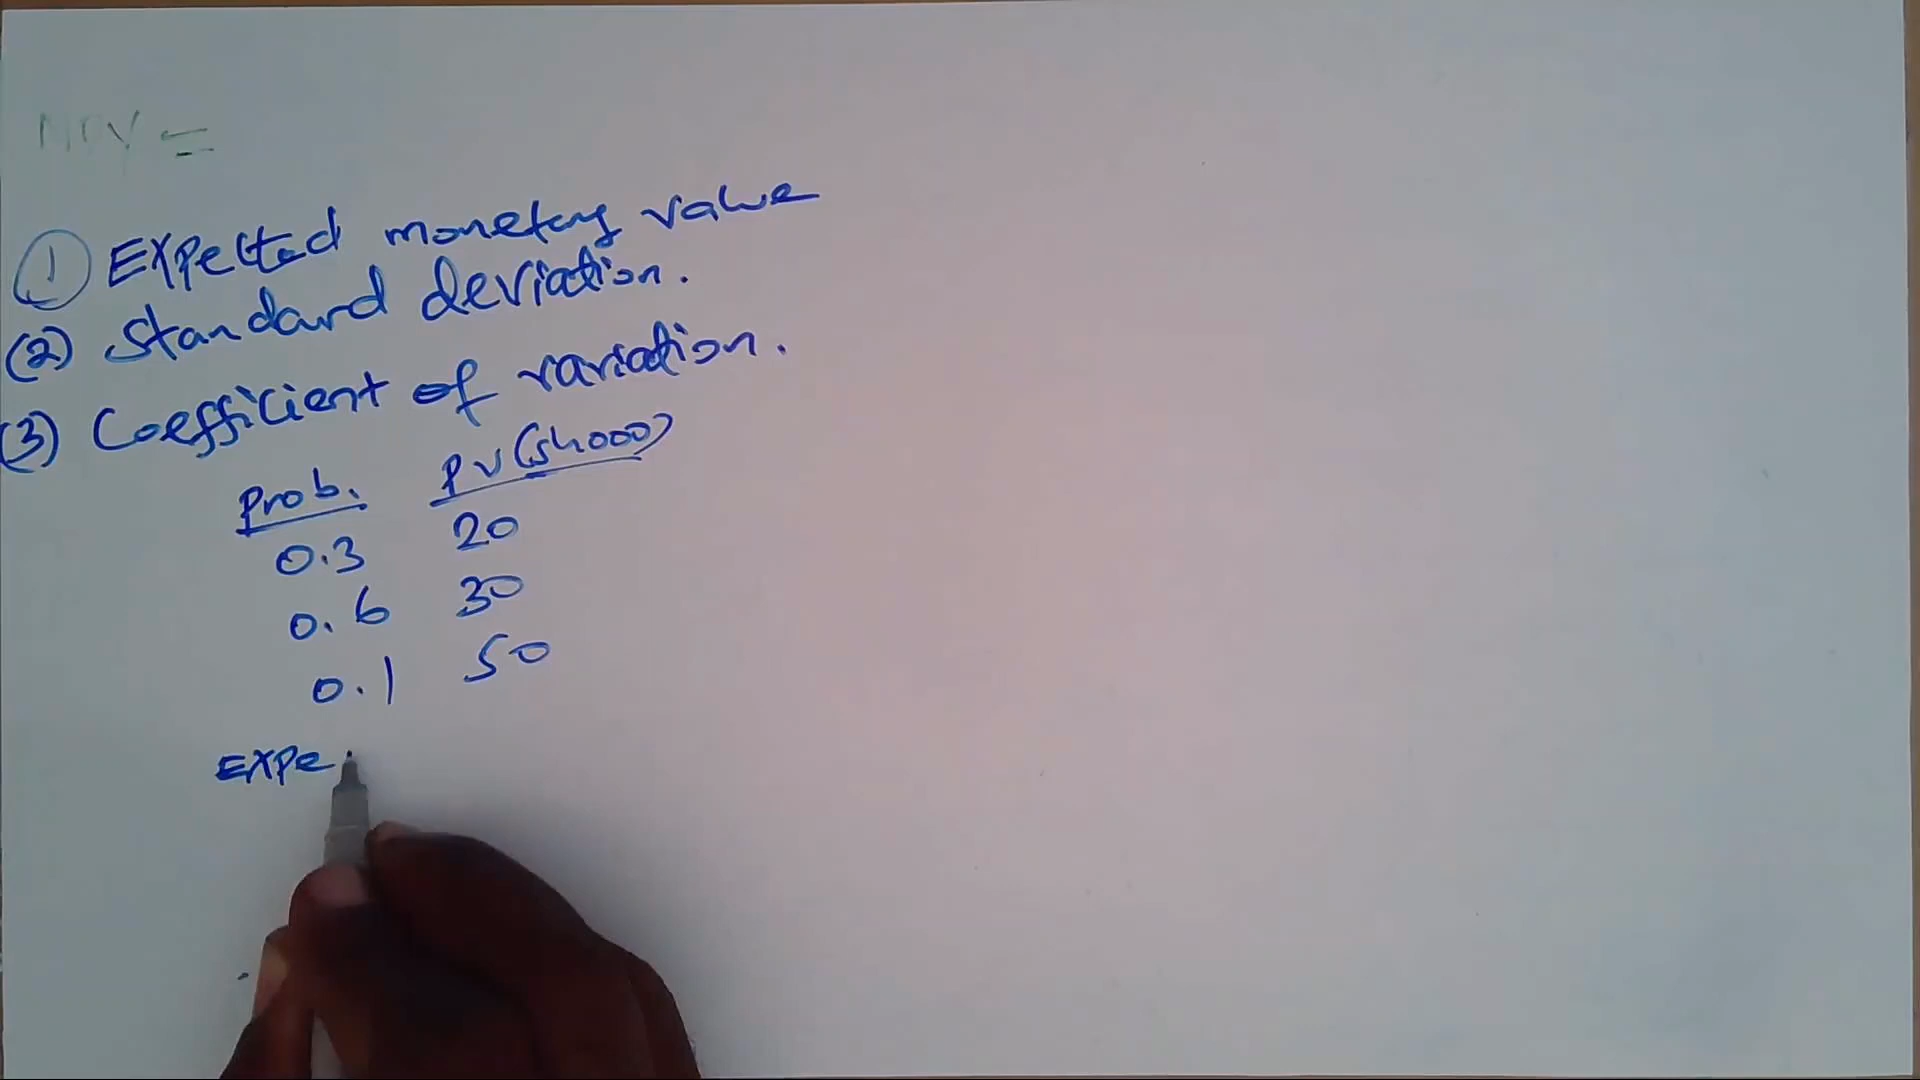 NPV =
① Expected monetary value
(2) Standard deviation.
(3) Coefficient of variation.
Prob. PV (sh000)
0.3 20
0.6 30
0.1 50
Expe